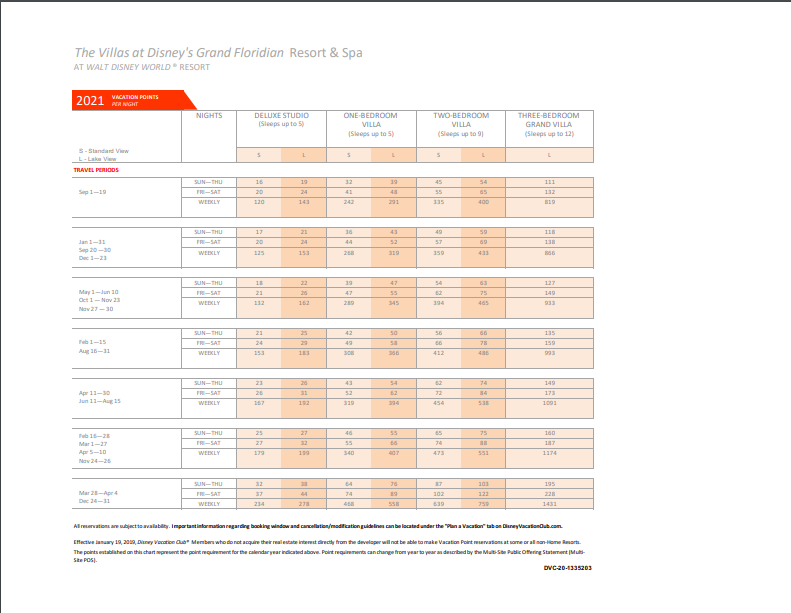 The Villas at Disney's Grand Floridian Resort & Spa
AT WALT DISNEY WORLD® RESORT
2021 VACATION POINTS PER NIGHT
NIGHTS DELUXE STUDIO (Sleeps up to 5) ONE-BEDROOM VILLA (Sleeps up to 5) TWO-BEDROOM VILLA (Sleeps up to 9) THREE-BEDROOM GRAND VILLA (Sleeps up to 12)
S - Standard View
L - Lake View
S L S L S L L
TRAVEL PERIODS
Sep 1—19
SUN—THU 16 19 32 39 45 54 111
FRI—SAT 20 24 41 48 55 65 132
WEEKLY 120 143 242 291 335 400 819
Jan 1—31
Sep 20—30
Dec 1—23
SUN—THU 17 21 36 43 49 59 118
FRI—SAT 20 24 44 52 57 69 138
WEEKLY 125 153 268 319 359 433 866
May 1—Jun 10
Oct 1 — Nov 23
Nov 27 — 30
SUN—THU 18 22 39 47 54 63 127
FRI—SAT 21 26 47 55 62 75 149
WEEKLY 132 162 289 345 394 465 933
Feb 1—15
Aug 16—31
SUN—THU 21 25 42 50 56 66 135
FRI—SAT 24 29 49 58 66 78 159
WEEKLY 153 183 308 366 412 486 993
Apr 11—30
Jun 11—Aug 15
SUN—THU 23 26 43 54 62 74 149
FRI—SAT 26 31 52 62 72 84 173
WEEKLY 167 192 319 394 454 538 1091
Feb 16—28
Mar 1—27
Apr 5—10
Nov 24—26
SUN—THU 25 27 46 55 65 75 160
FRI—SAT 27 32 55 66 74 88 187
WEEKLY 179 199 340 407 473 551 1174
Mar 28—Apr 4
Dec 24—31
SUN—THU 32 38 64 76 87 103 195
FRI—SAT 37 44 74 89 102 122 228
WEEKLY 234 278 468 558 639 759 1431
All reservations are subject to availability. Important information regarding booking window and cancellation/modification guidelines can be located under the "Plan a Vacation" tab on DisneyVacationClub.com.
Effective January 19, 2019, Disney Vacation Club® Members who do not acquire their real estate interest directly from the developer will not be able to make Vacation Point reservations at some or all non-Home Resorts.
The points established on this chart represent the point requirement for the calendar year indicated above. Point requirements can change from year to year as described by the Multi-Site Public Offering Statement (Multi-
Site POS).
DVC-20-1335203